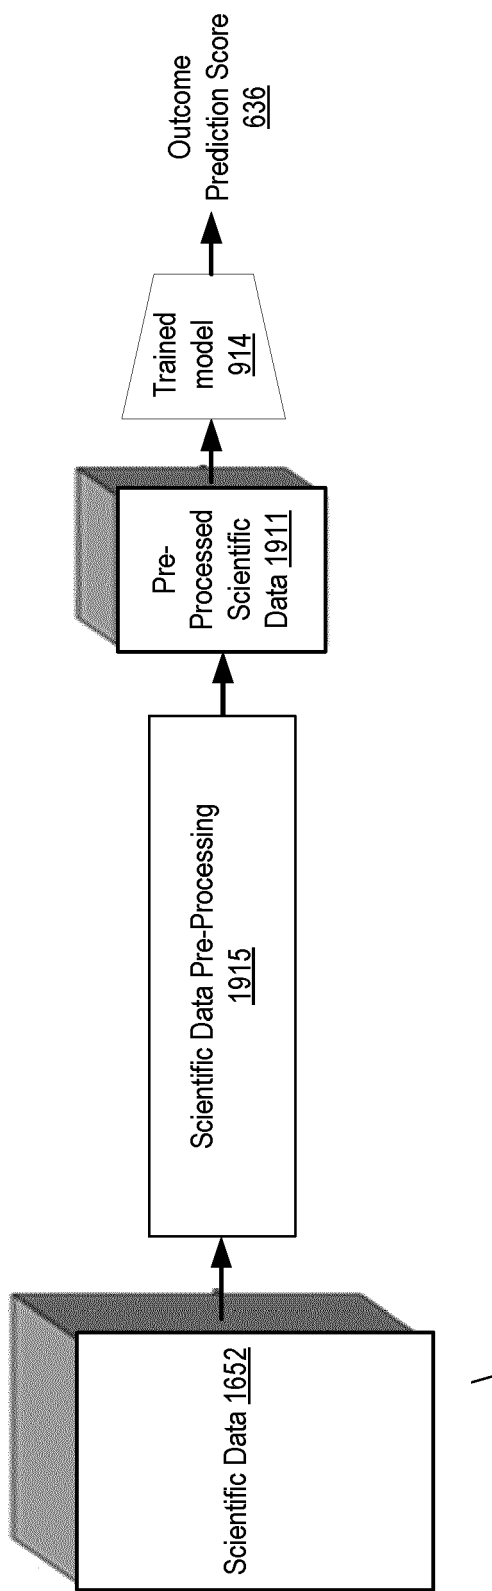 Scientific Data 1652
Scientific Data Pre-Processing
1915
Pre-
Processed
Scientific
Data 1911
Trained
model
914
Outcome
Prediction Score
636